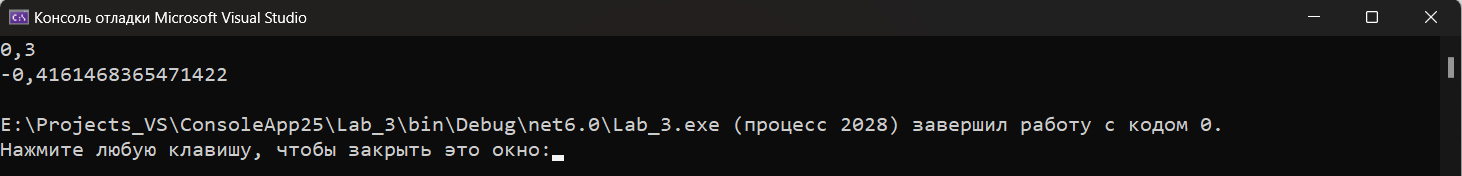 Консоль отладки Microsoft Visual Studio
0,3
-0,4161468365471422
E:\Projects_VS\ConsoleApp25\Lab_3\bin\Debug\net6.0\Lab_3.exe (процесс 2028) завершил работу с кодом 0.
Нажмите любую клавишу, чтобы закрыть это окно: